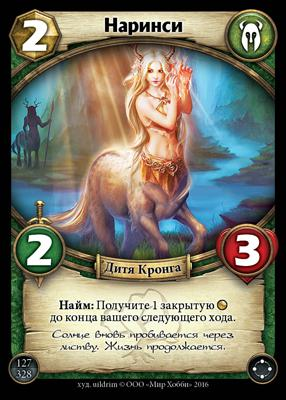 2
Наринси
2
3
Дитя Кронга
Найм: Получите 1 закрытую
до конца вашего следующего хода.
Солнце вновь пробивается через
листву. Жизнь продолжается.
127
328
худ. uildrim © ООО «Мир Хобби» 2016